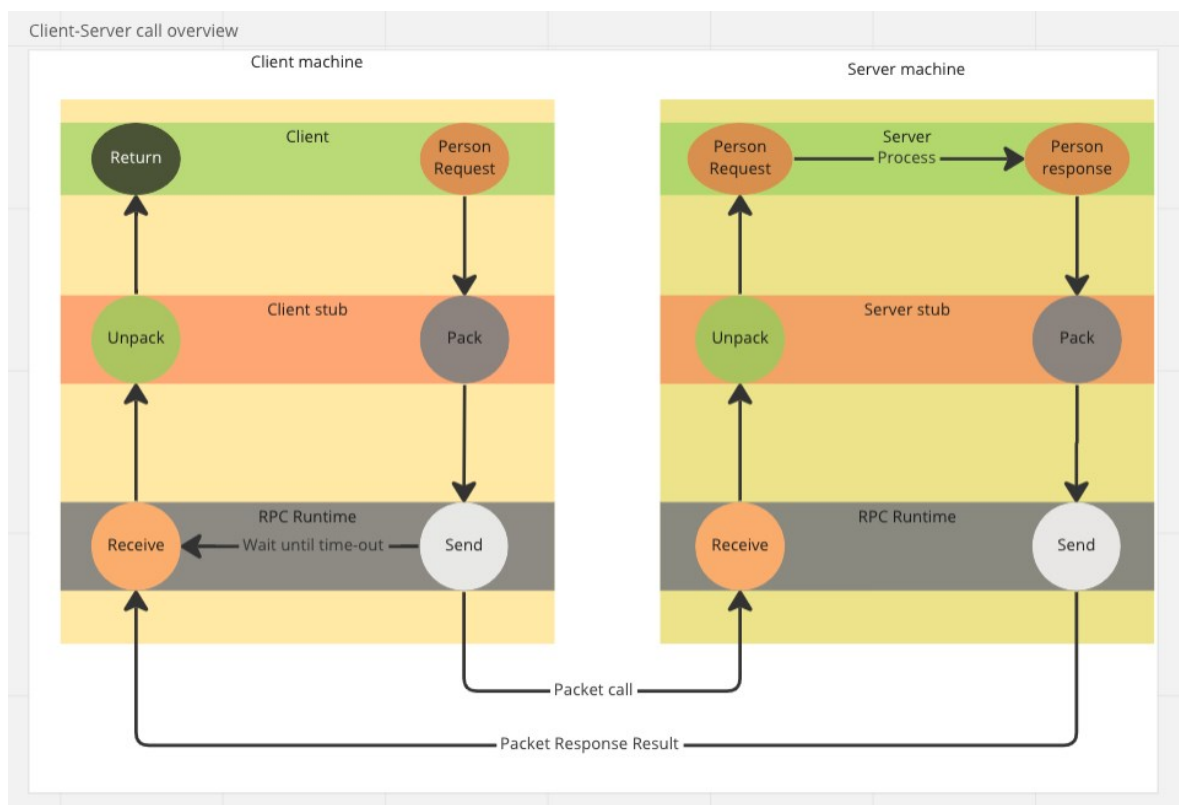 Client-Server call overview
Client machine
Server machine
Return
Client
Person
Request
Person
Request
Server
Process
Person
response
Unpack
Client stub
Pack
Unpack
Server stub
Pack
Receive
RPC Runtime
Wait until time-out
Send
Receive
RPC Runtime
Send
Packet call
Packet Response Result